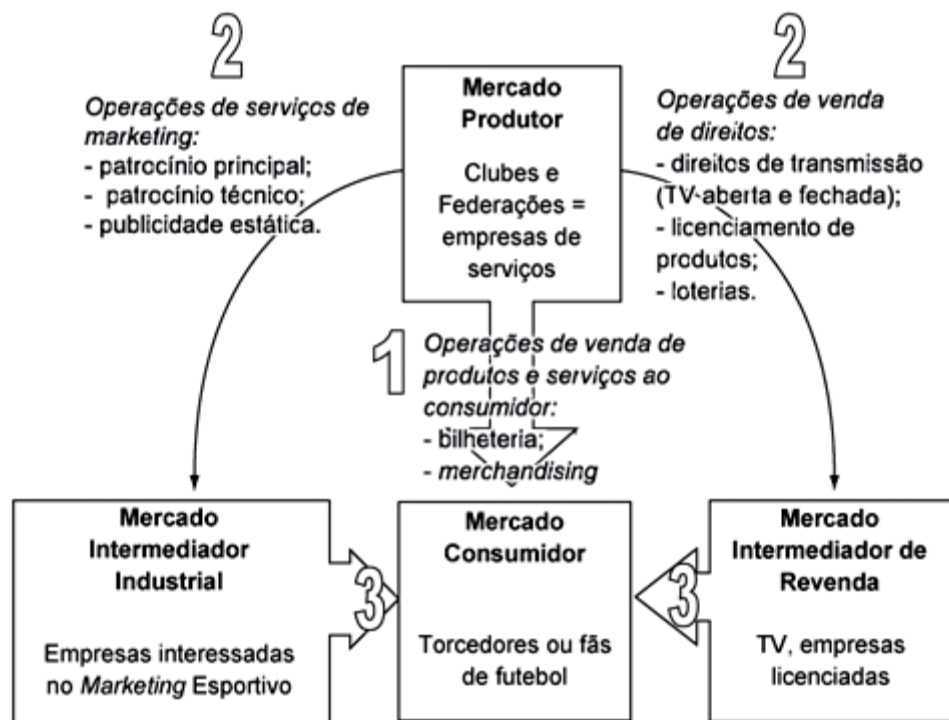 2
Operações de serviços de
marketing:
- patrocínio principal;
- patrocínio técnico;
- publicidade estática.
Mercado
Produtor
Clubes e
Federações =
empresas de
serviços
2
Operações de venda
de direitos:
- direitos de transmissão
(TV aberta e fechada);
- licenciamento de
produtos;
- loterias.
1
Operações de venda de
produtos e serviços ao
consumidor:
- bilheteria;
- merchandising
Mercado
Intermediador
Industrial
Empresas interessadas
no Marketing Esportivo
3
Mercado
Consumidor
Torcedores ou fãs
de futebol
3
Mercado
Intermediador de
Revenda
TV, empresas
licenciadas